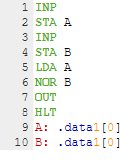 1 INP
2 STA A
3 INP
4 STA B
5 LDA A
6 NOR B
7 OUT
8 HLT
9 A: .data1[0]
10 B: .data1[0]